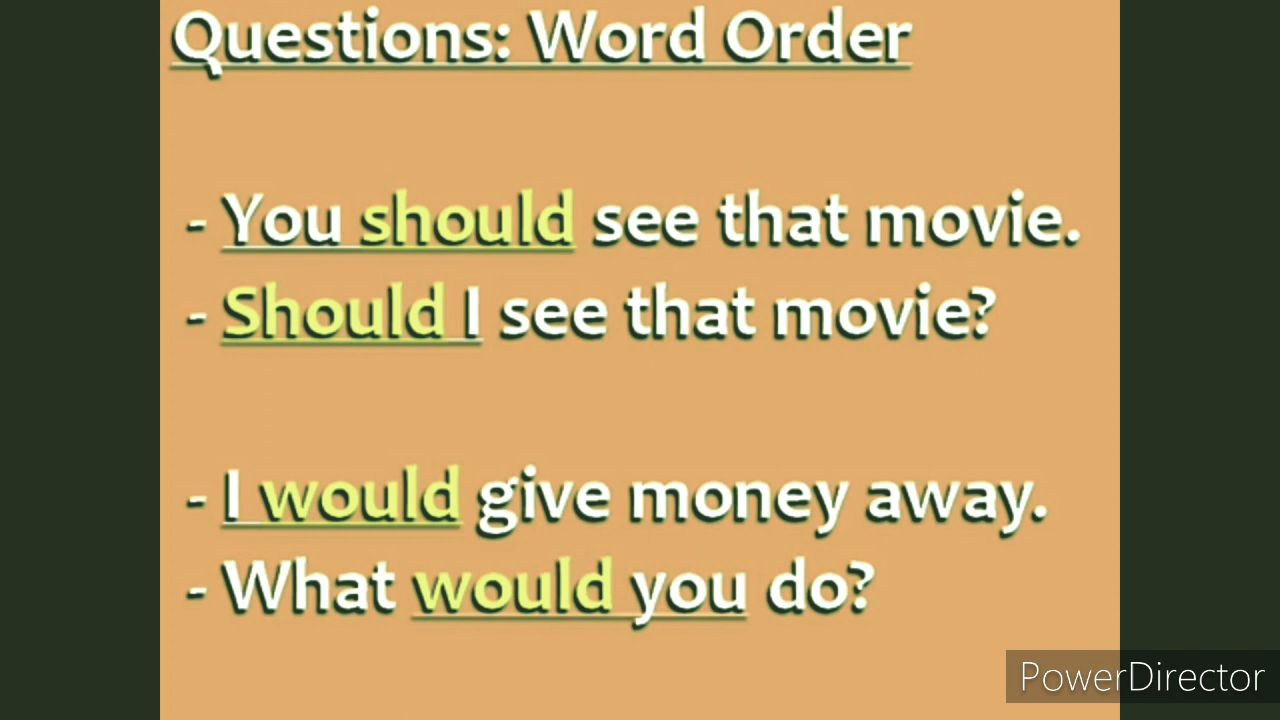 Questions: Word Order
- You should see that movie.
- Should I see that movie?
- I would give money away.
- What would you do?
PowerDirector